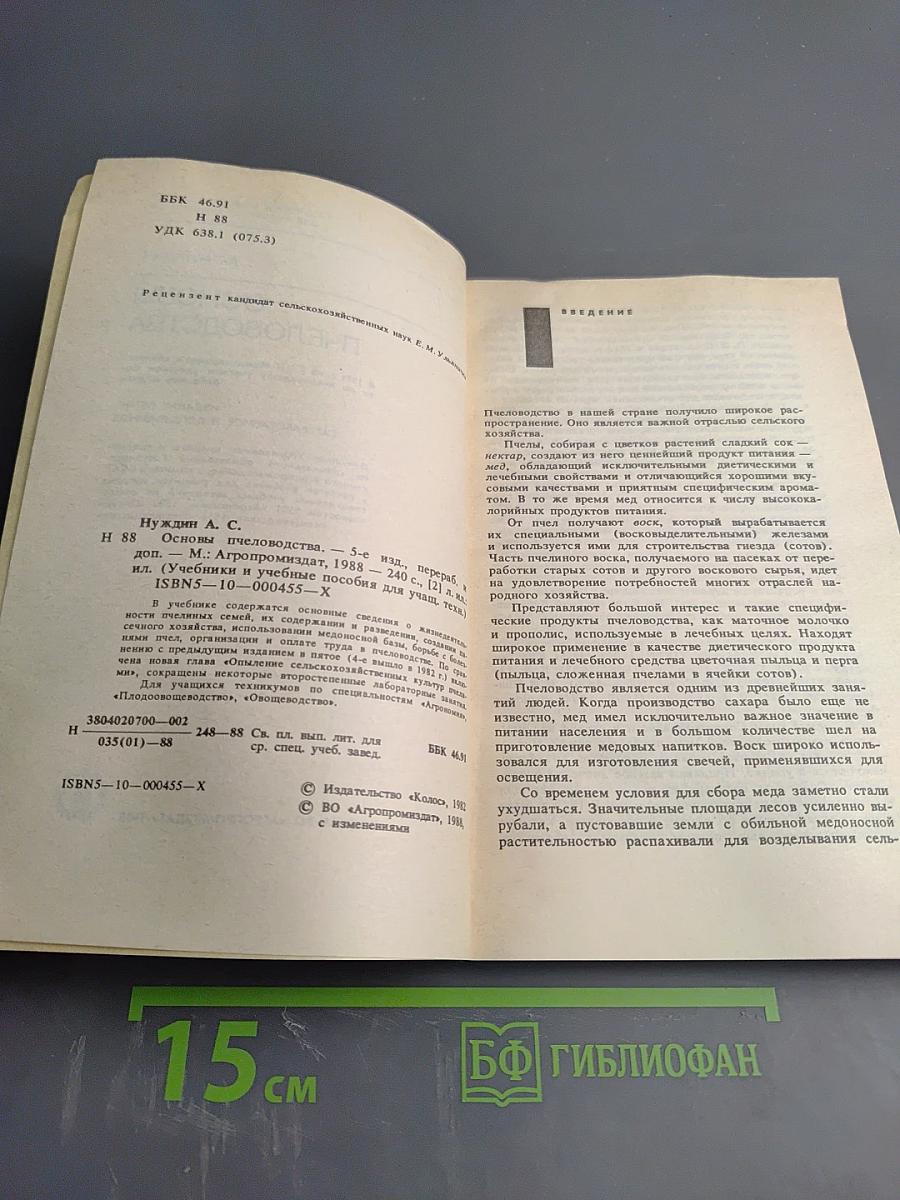 ББК 46.91
Н 88
УДК 638.1 (075.3)
Рецензент кандидат сельскохозяйственных наук Е. М.
Нуждин А. С.
Н 88 Основы пчеловодства. — 5-е изд., перераб. и
доп. — М.: Агропромиздат, 1988 — 240 с., [2] л. ил.:
ил. (Учебники и учебные пособия для учащ. техн.)
ISBN5—10—000455—X
В учебнике содержатся основные сведения о жизнедеятель-
ности пчелиных семей, их содержании и разведении, создания па-
сечного хозяйства, использовании медоносной базы, борьбе с болез-
нями пчел, организации и оплате труда в пчеловодстве. По срав-
нению с предыдущим изданием в пятое (4-е вышло в 1982 г.) вклю-
чена новая глава «Опыление сельскохозяйственных культур пчела-
ми», сокращены некоторые второстепенные лабораторные занятия.
Для учащихся техникумов по специальностям «Агрономия»,
«Плодоовощеводство», «Овощеводство».
Н 3804020700—002
035(01)—88
248—88 Св. пл. вып. лит. для
ср. спец. учеб. завед.
ББК 46.91
ISBN5—10—000455—X
© Издательство «Колос», 1982
© ВО «Агропромиздат», 1988,
с изменениями
ВВЕДЕНИЕ
Пчеловодство в нашей стране получило широкое рас-
пространение. Оно является важной отраслью сельского
хозяйства.
Пчелы, собирая с цветков растений сладкий сок —
нектар, создают из него ценнейший продукт питания —
мед, обладающий исключительными диетическими и
лечебными свойствами и отличающийся хорошими вку-
совыми качествами и приятным специфическим арома-
том. В то же время мед относится к числу высокока-
лорийных продуктов питания.
От пчел получают воск, который вырабатывается
их специальными (восковыделительными) железами
и используется ими для строительства гнезда (сотов).
Часть пчелиного воска, получаемого на пасеках от пере-
работки старых сотов и другого воскового сырья, идет
на удовлетворение потребностей многих отраслей на-
родного хозяйства.
Представляют большой интерес и такие специфи-
ческие продукты пчеловодства, как маточное молочко
и прополис, используемые в лечебных целях. Находят
широкое применение в качестве диетического продукта
питания и лечебного средства цветочная пыльца и перга
(пыльца, сложенная пчелами в ячейки сотов).
Пчеловодство является одним из древнейших заня-
тий людей. Когда производство сахара было еще не
известно, мед имел исключительно важное значение в
питании населения и в большом количестве шел на
приготовление медовых напитков. Воск широко исполь-
зовался для изготовления свечей, применявшихся для
освещения.
Со временем условия для сбора меда заметно стали
ухудшаться. Значительные площади лесов усиленно вы-
рубали, а пустовавшие земли с обильной медоносной
растительностью распахивали для возделывания сель-
15 см
БФ ГИБЛИОФАН